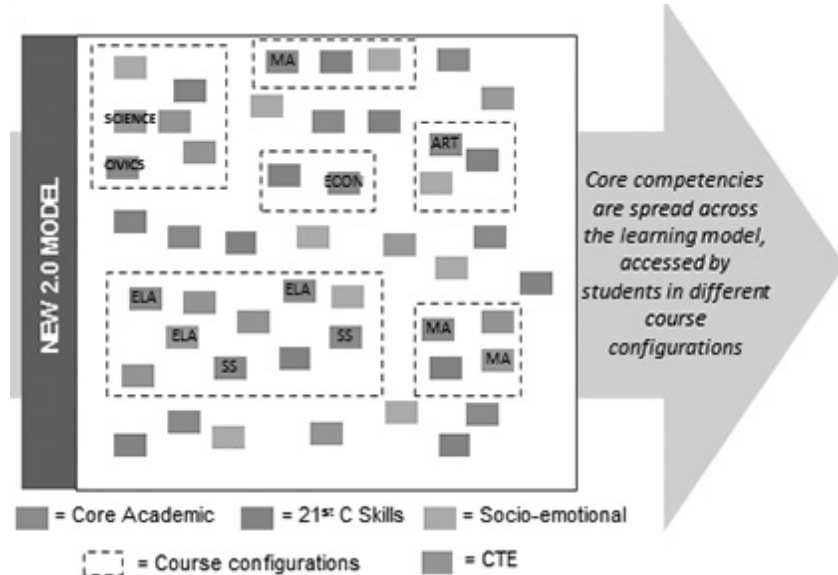 MA
SCIENCE
CIVICS
ART
ECON
NEW 2.0 MODEL
Core competencies
are spread across
the learning model,
accessed by
students in different
course
configurations
ELA
ELA
ELA
SS
SS
MA
MA
= Core Academic
= 21st C Skills
= Socio-emotional
= Course configurations
= CTE